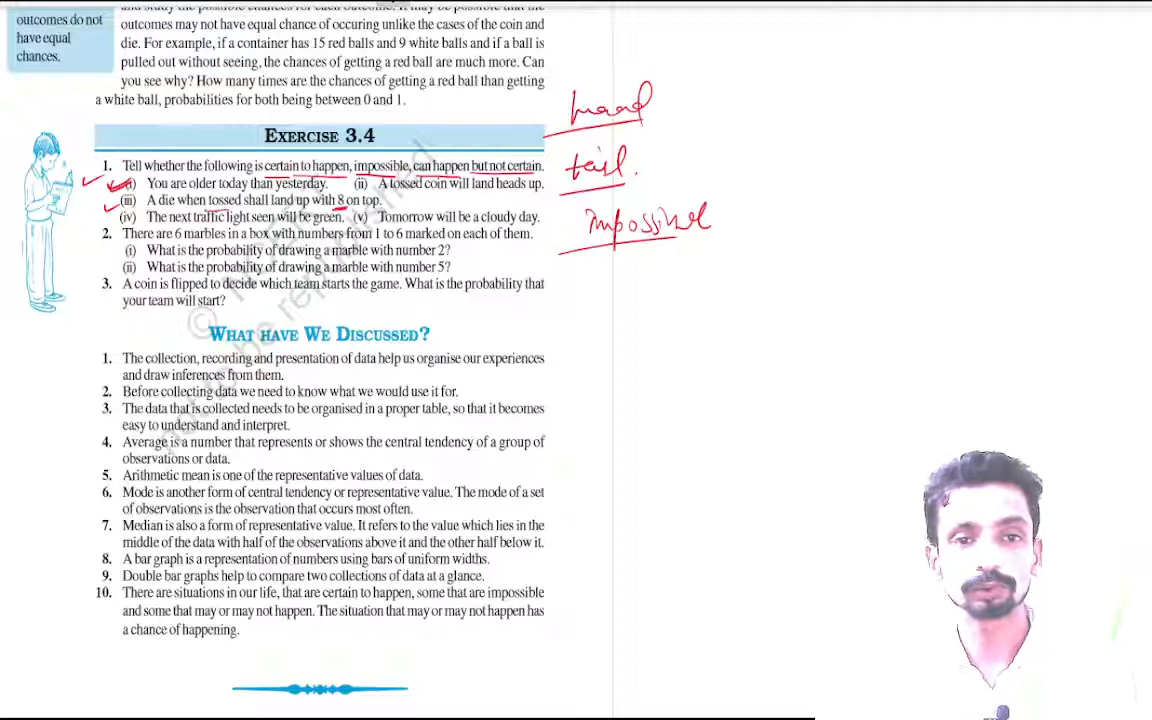 and study the possible chances for each outcome. It may be possible that the
outcomes do not
have equal
chances.
outcomes may not have equal chance of occuring unlike the cases of the coin and
die. For example, if a container has 15 red balls and 9 white balls and if a ball is
pulled out without seeing, the chances of getting a red ball are much more. Can
you see why? How many times are the chances of getting a red ball than getting
a white ball, probabilities for both being between 0 and 1.
EXERCISE 3.4
1. Tell whether the following is certain to happen, impossible, can happen but not certain.
(i) You are older today than yesterday. (ii) A tossed coin will land heads up.
(iii) A die when tossed shall land up with 8 on top.
(iv) The next traffic light seen will be green. (v) Tomorrow will be a cloudy day.
2. There are 6 marbles in a box with numbers from 1 to 6 marked on each of them.
(i) What is the probability of drawing a marble with number 2?
(ii) What is the probability of drawing a marble with number 5?
3. A coin is flipped to decide which team starts the game. What is the probability that
your team will start?
WHAT HAVE WE DISCUSSED?
1. The collection, recording and presentation of data help us organise our experiences
and draw inferences from them.
2. Before collecting data we need to know what we would use it for.
3. The data that is collected needs to be organised in a proper table, so that it becomes
easy to understand and interpret.
4. Average is a number that represents or shows the central tendency of a group of
observations or data.
5. Arithmetic mean is one of the representative values of data.
6. Mode is another form of central tendency or representative value. The mode of a set
of observations is the observation that occurs most often.
7. Median is also a form of representative value. It refers to the value which lies in the
middle of the data with half of the observations above it and the other half below it.
8. A bar graph is a representation of numbers using bars of uniform widths.
9. Double bar graphs help to compare two collections of data at a glance.
10. There are situations in our life, that are certain to happen, some that are impossible
and some that may or may not happen. The situation that may or may not happen has
a chance of happening.
© NCERT
not to be republished